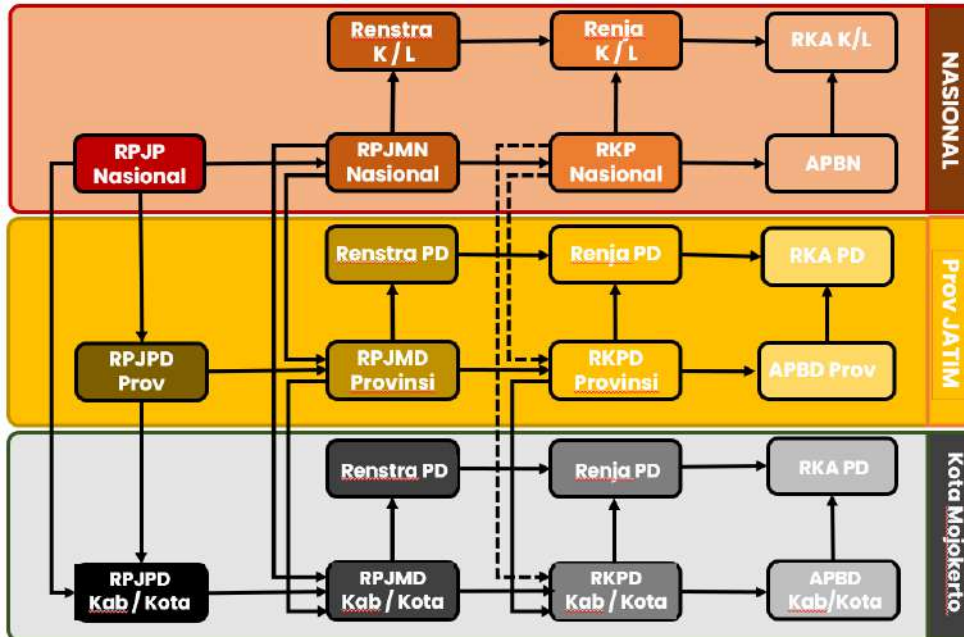 Renstra
K / L
Renja
K / L
RKA K/L
RPJP
Nasional
RPJMN
Nasional
RKP
Nasional
APBN
NASIONAL
Renstra PD
Renja PD
RKA PD
RPJPD
Prov
RPJMD
Provinsi
RKPD
Provinsi
APBD Prov
Prov JATIM
Renstra PD
Renja PD
RKA PD
RPJPD
Kab / Kota
RPJMD
Kab / Kota
RKPD
Kab / Kota
APBD
Kab/Kota
Kota Mojokerto